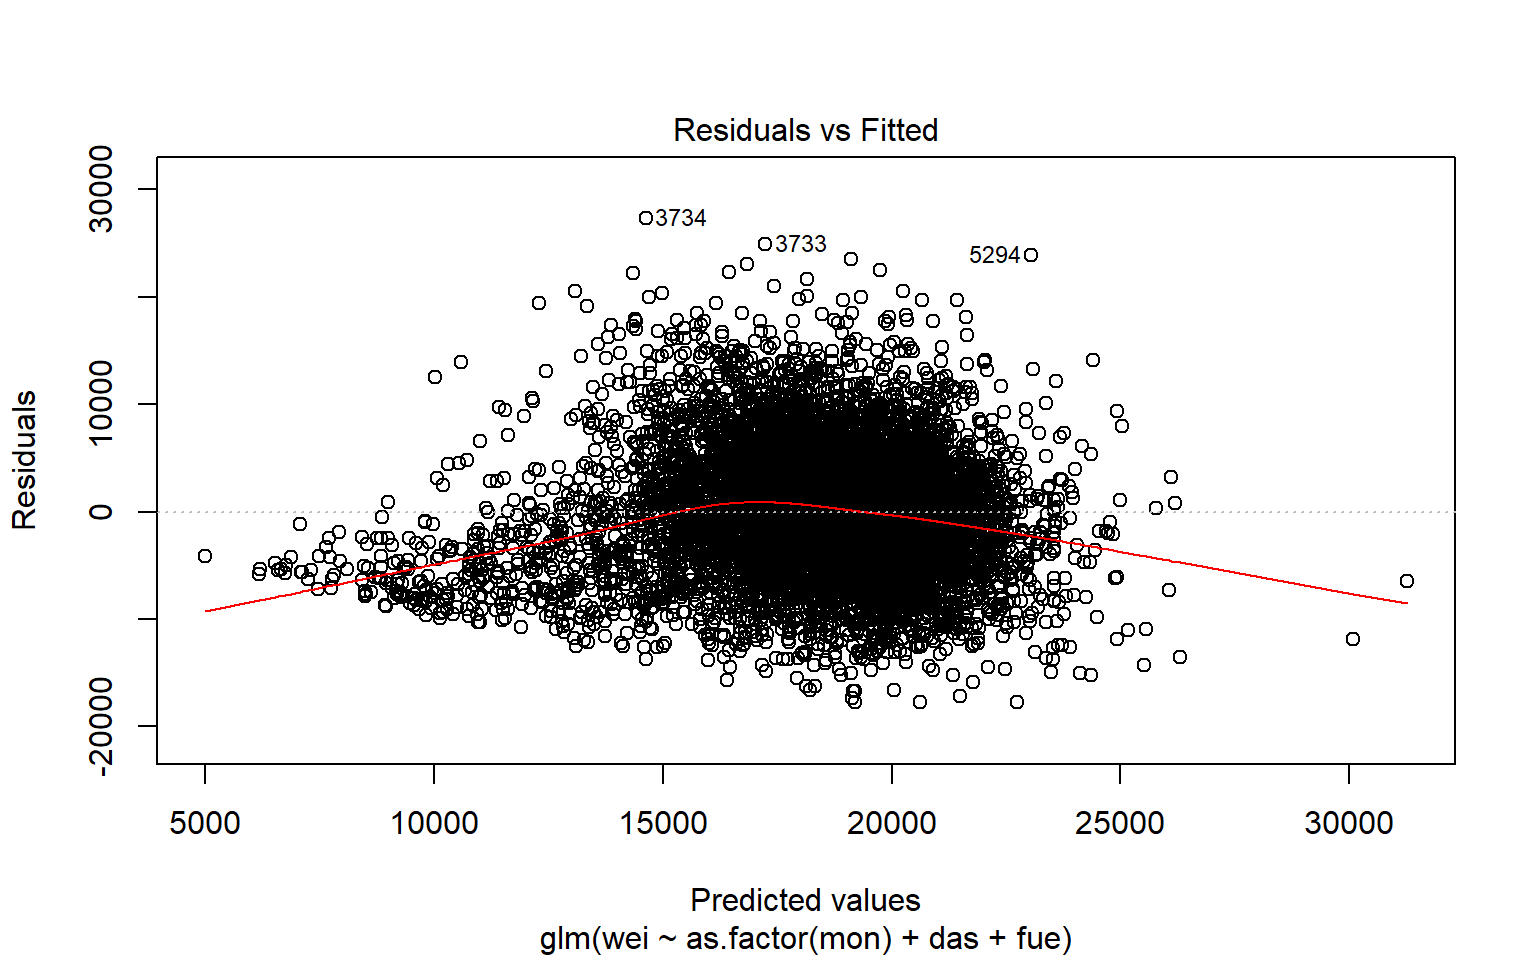 Residuals vs Fitted
30000
10000
0
-20000
Residuals
3734
3733
5294
5000 10000 15000 20000 25000 30000
Predicted values
glm(wei ~ as.factor(mon) + das + fue)